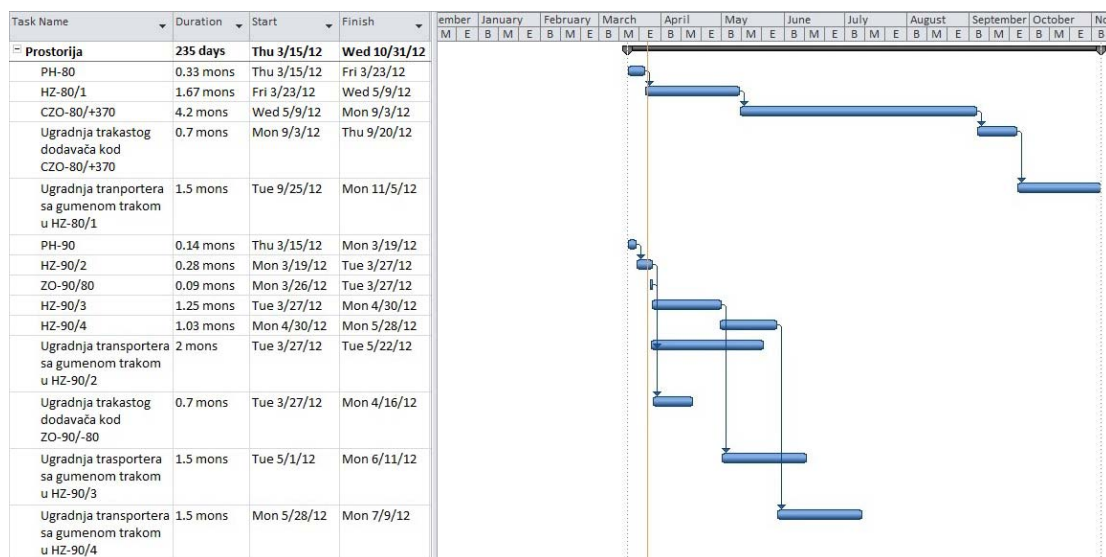 Task Name Duration Start Finish ember January February March April May June July August September October No
M E B M E B M E B M E B M E B M E B M E B M E B M E B M E B M E B
Prostorija 235 days Thu 3/15/12 Wed 10/31/12
PH-80 0.33 mons Thu 3/15/12 Fri 3/23/12
HZ-80/1 1.67 mons Fri 3/23/12 Wed 5/9/12
CZO-80/+370 4.2 mons Wed 5/9/12 Mon 9/3/12
Ugradnja trakastog 0.7 mons Mon 9/3/12 Thu 9/20/12
dodavača kod
CZO-80/+370
Ugradnja tranportera 1.5 mons Tue 9/25/12 Mon 11/5/12
sa gumenom trakom
u HZ-80/1
PH-90 0.14 mons Thu 3/15/12 Mon 3/19/12
HZ-90/2 0.28 mons Mon 3/19/12 Tue 3/27/12
ZO-90/80 0.09 mons Mon 3/26/12 Tue 3/27/12
HZ-90/3 1.25 mons Tue 3/27/12 Mon 4/30/12
HZ-90/4 1.03 mons Mon 4/30/12 Mon 5/28/12
Ugradnja transportera 2 mons Tue 3/27/12 Tue 5/22/12
sa gumenom trakom
u HZ-90/2
Ugradnja trakastog 0.7 mons Tue 3/27/12 Mon 4/16/12
dodavača kod
ZO-90/-80
Ugradnja trasportera 1.5 mons Tue 5/1/12 Mon 6/11/12
sa gumenom trakom
u HZ-90/3
Ugradnja transportera 1.5 mons Mon 5/28/12 Mon 7/9/12
sa gumenom trakom
u HZ-90/4